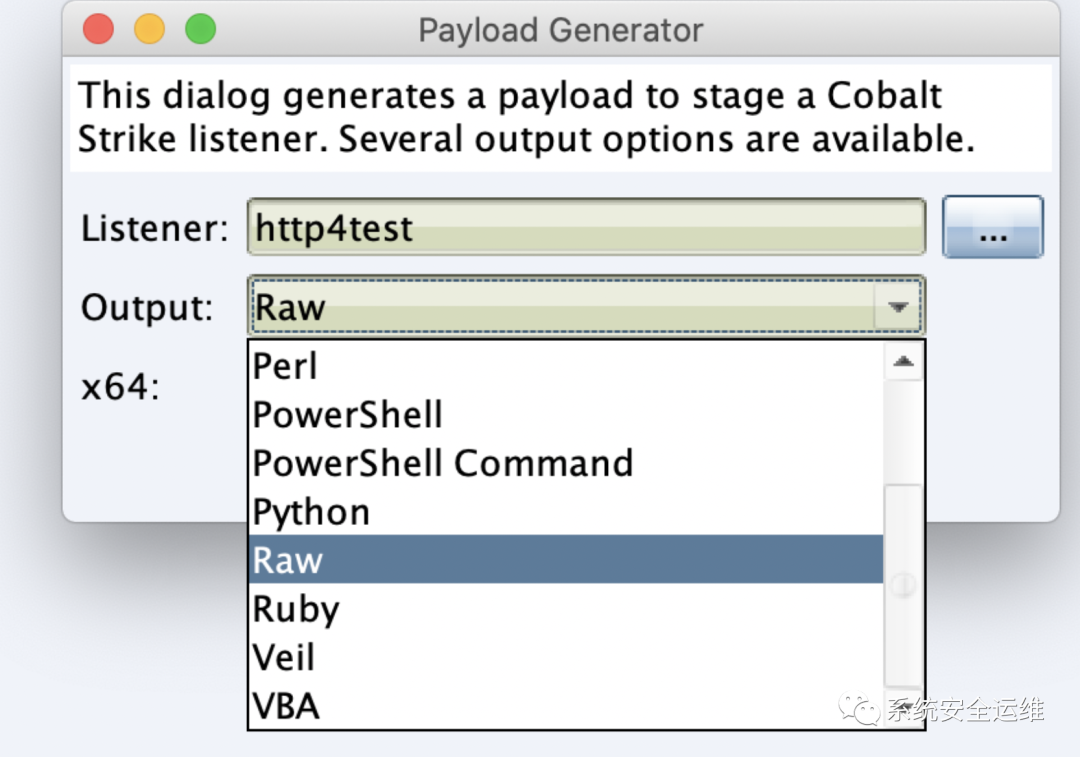 Payload Generator
This dialog generates a payload to stage a Cobalt
Strike listener. Several output options are available.
Listener: http4test ...
Output: Raw
x64:
Perl
PowerShell
PowerShell Command
Python
Raw
Ruby
Veil
VBA
系统安全运维